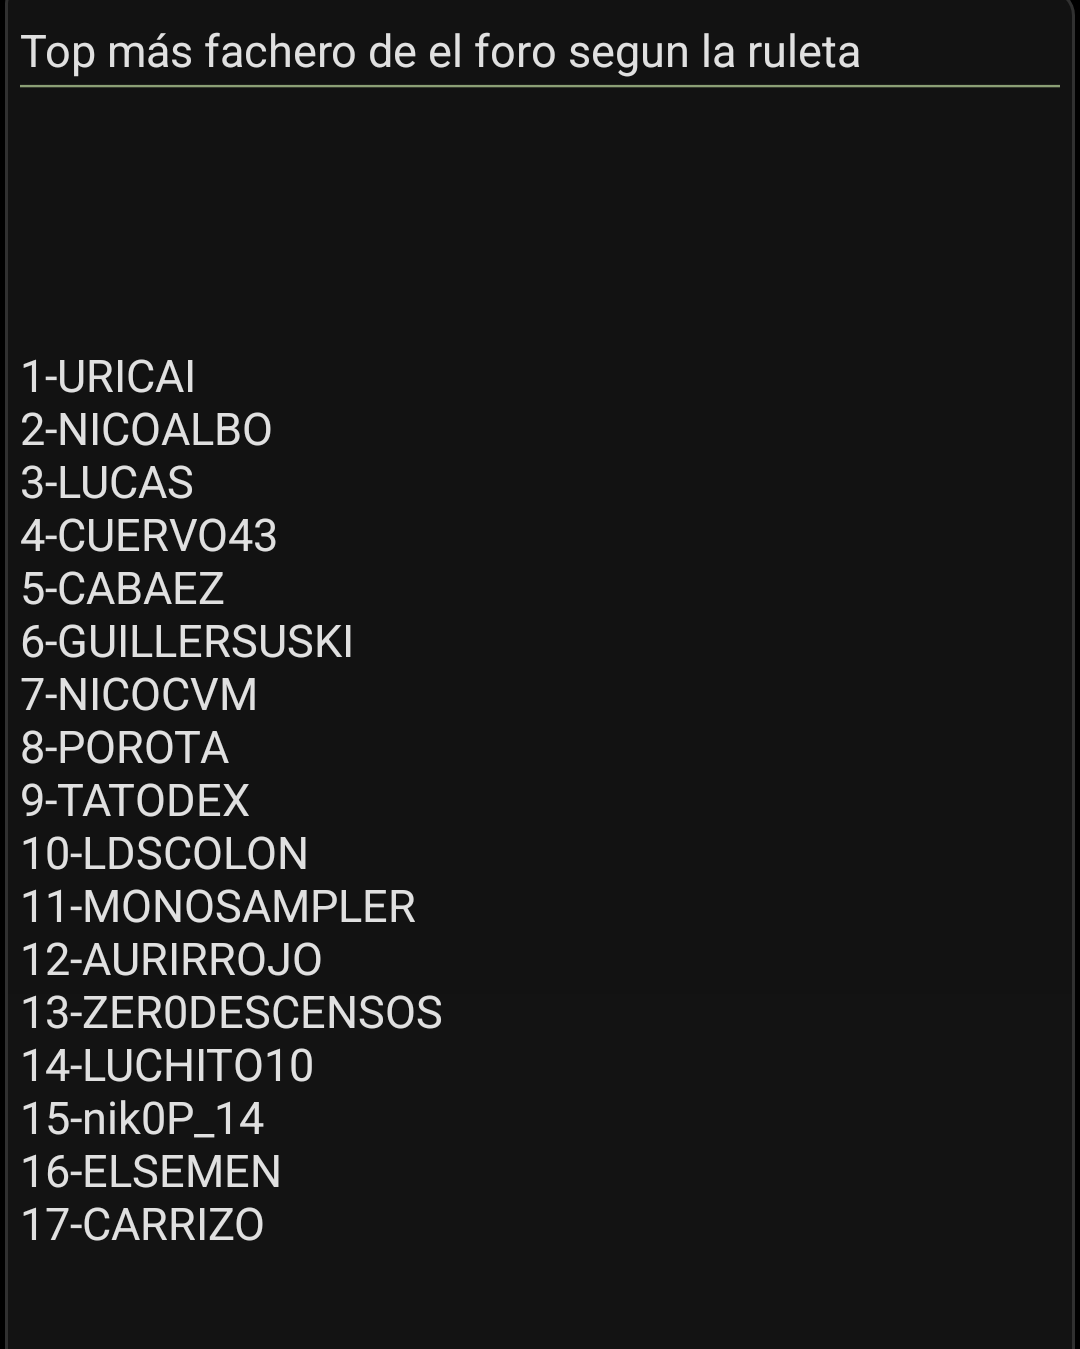 Top más fachero de el foro segun la ruleta
1-URICAI
2-NICOALBO
3-LUCAS
4-CUERVO43
5-CABAEZ
6-GUILLERSUSKI
7-NICOCVM
8-POROTA
9-TATODEX
10-LDSCOLON
11-MONOSAMPLER
12-AURIRROJO
13-ZER0DESCENSOS
14-LUCHITO10
15-nik0P_14
16-ELSEMEN
17-CARRIZO